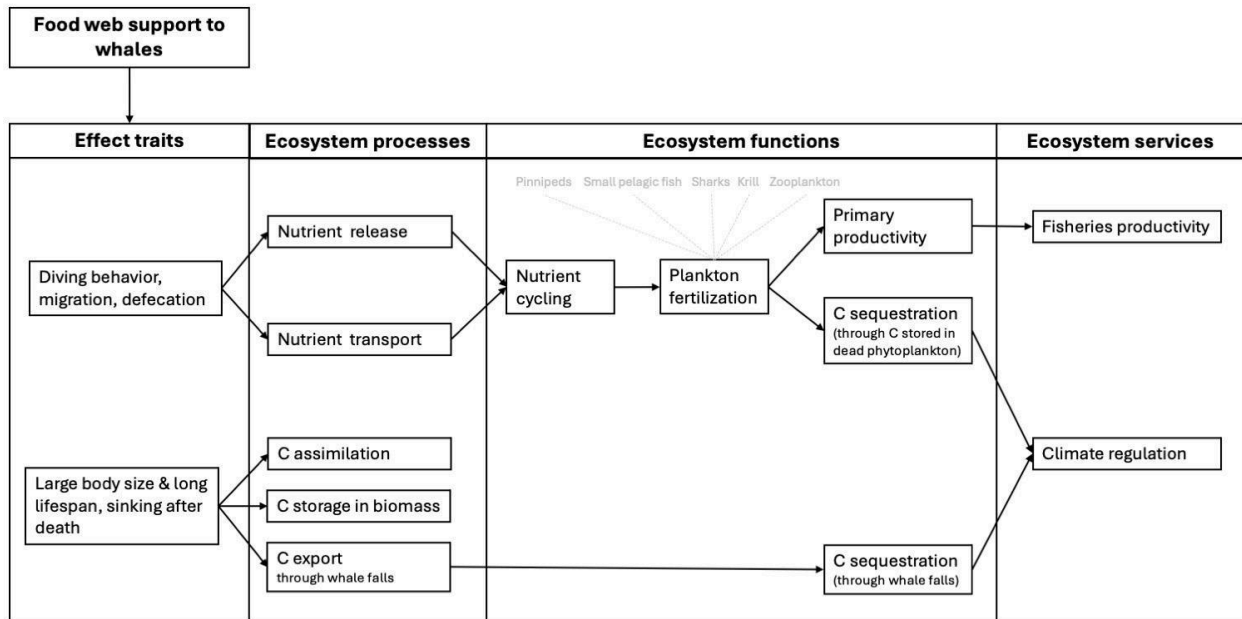 Food web support to
whales
Effect traits
Ecosystem processes
Ecosystem functions
Ecosystem services
Pinnipeds
Small pelagic fish
Sharks
Krill
Zooplankton
Diving behavior,
migration, defecation
Nutrient release
Nutrient transport
Nutrient
cycling
Plankton
fertilization
Primary
productivity
C sequestration
(through C stored in
dead phytoplankton)
Fisheries productivity
Large body size & long
lifespan, sinking after
death
C assimilation
C storage in biomass
C export
through whale falls
C sequestration
(through whale falls)
Climate regulation